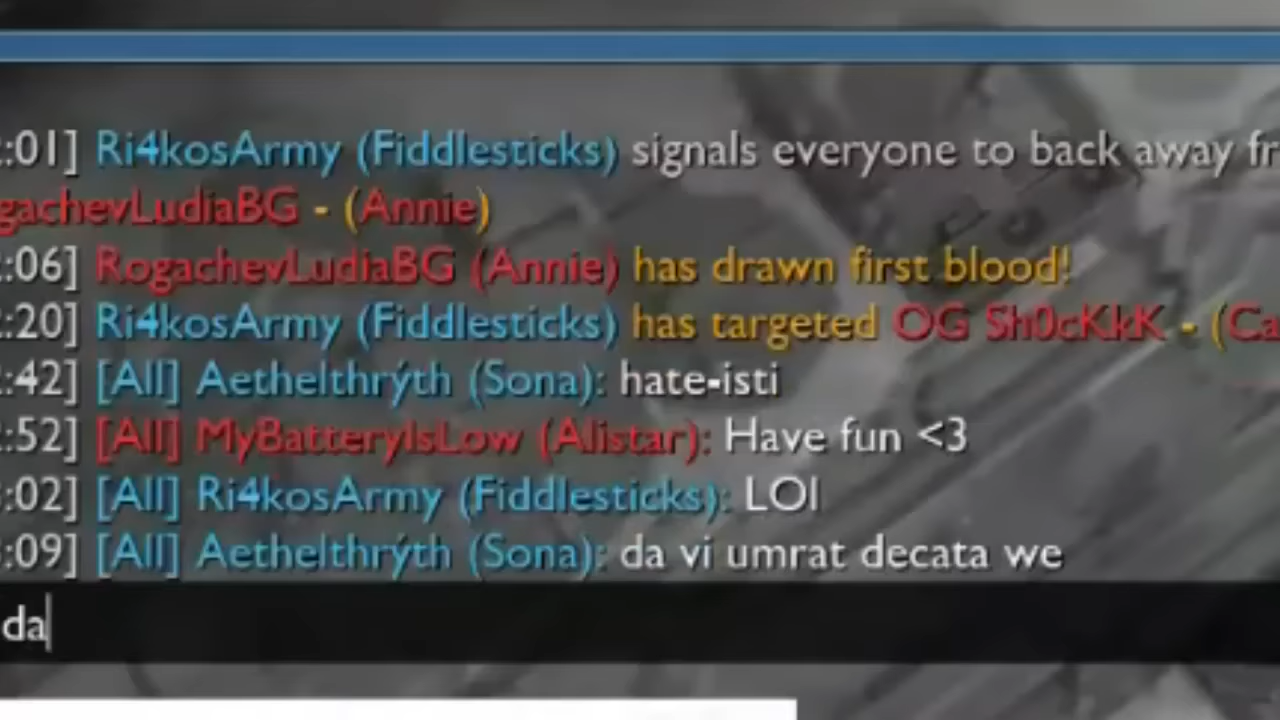 :01] Ri4kosArmy (Fiddlesticks) signals everyone to back away fr
gachevLudiaBG - (Annie)
:06] RogachevLudiaBG (Annie) has drawn first blood!
:20] Ri4kosArmy (Fiddlesticks) has targeted OG Sh0cKkK - (Ca
:42] [All] Aethelthrýth (Sona): hate-isti
:52] [All] MyBatteryIsLow (Alistar): Have fun <3
:02] [All] Ri4kosArmy (Fiddlesticks): LOl
:09] [All] Aethelthrýth (Sona): da vi umrat decata we
da